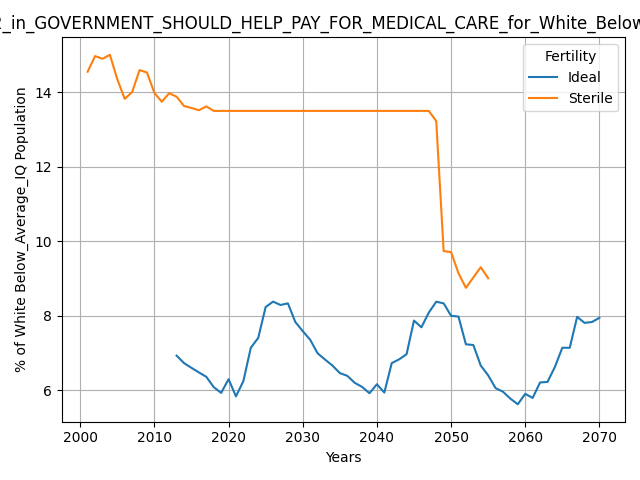 _in_GOVERNMENT_SHOULD_HELP_PAY_FOR_MEDICAL_CARE_for_White_Below
Fertility
Ideal
Sterile
% of White Below_Average_IQ Population
14
12
10
8
6
2000 2010 2020 2030 2040 2050 2060 2070
Years